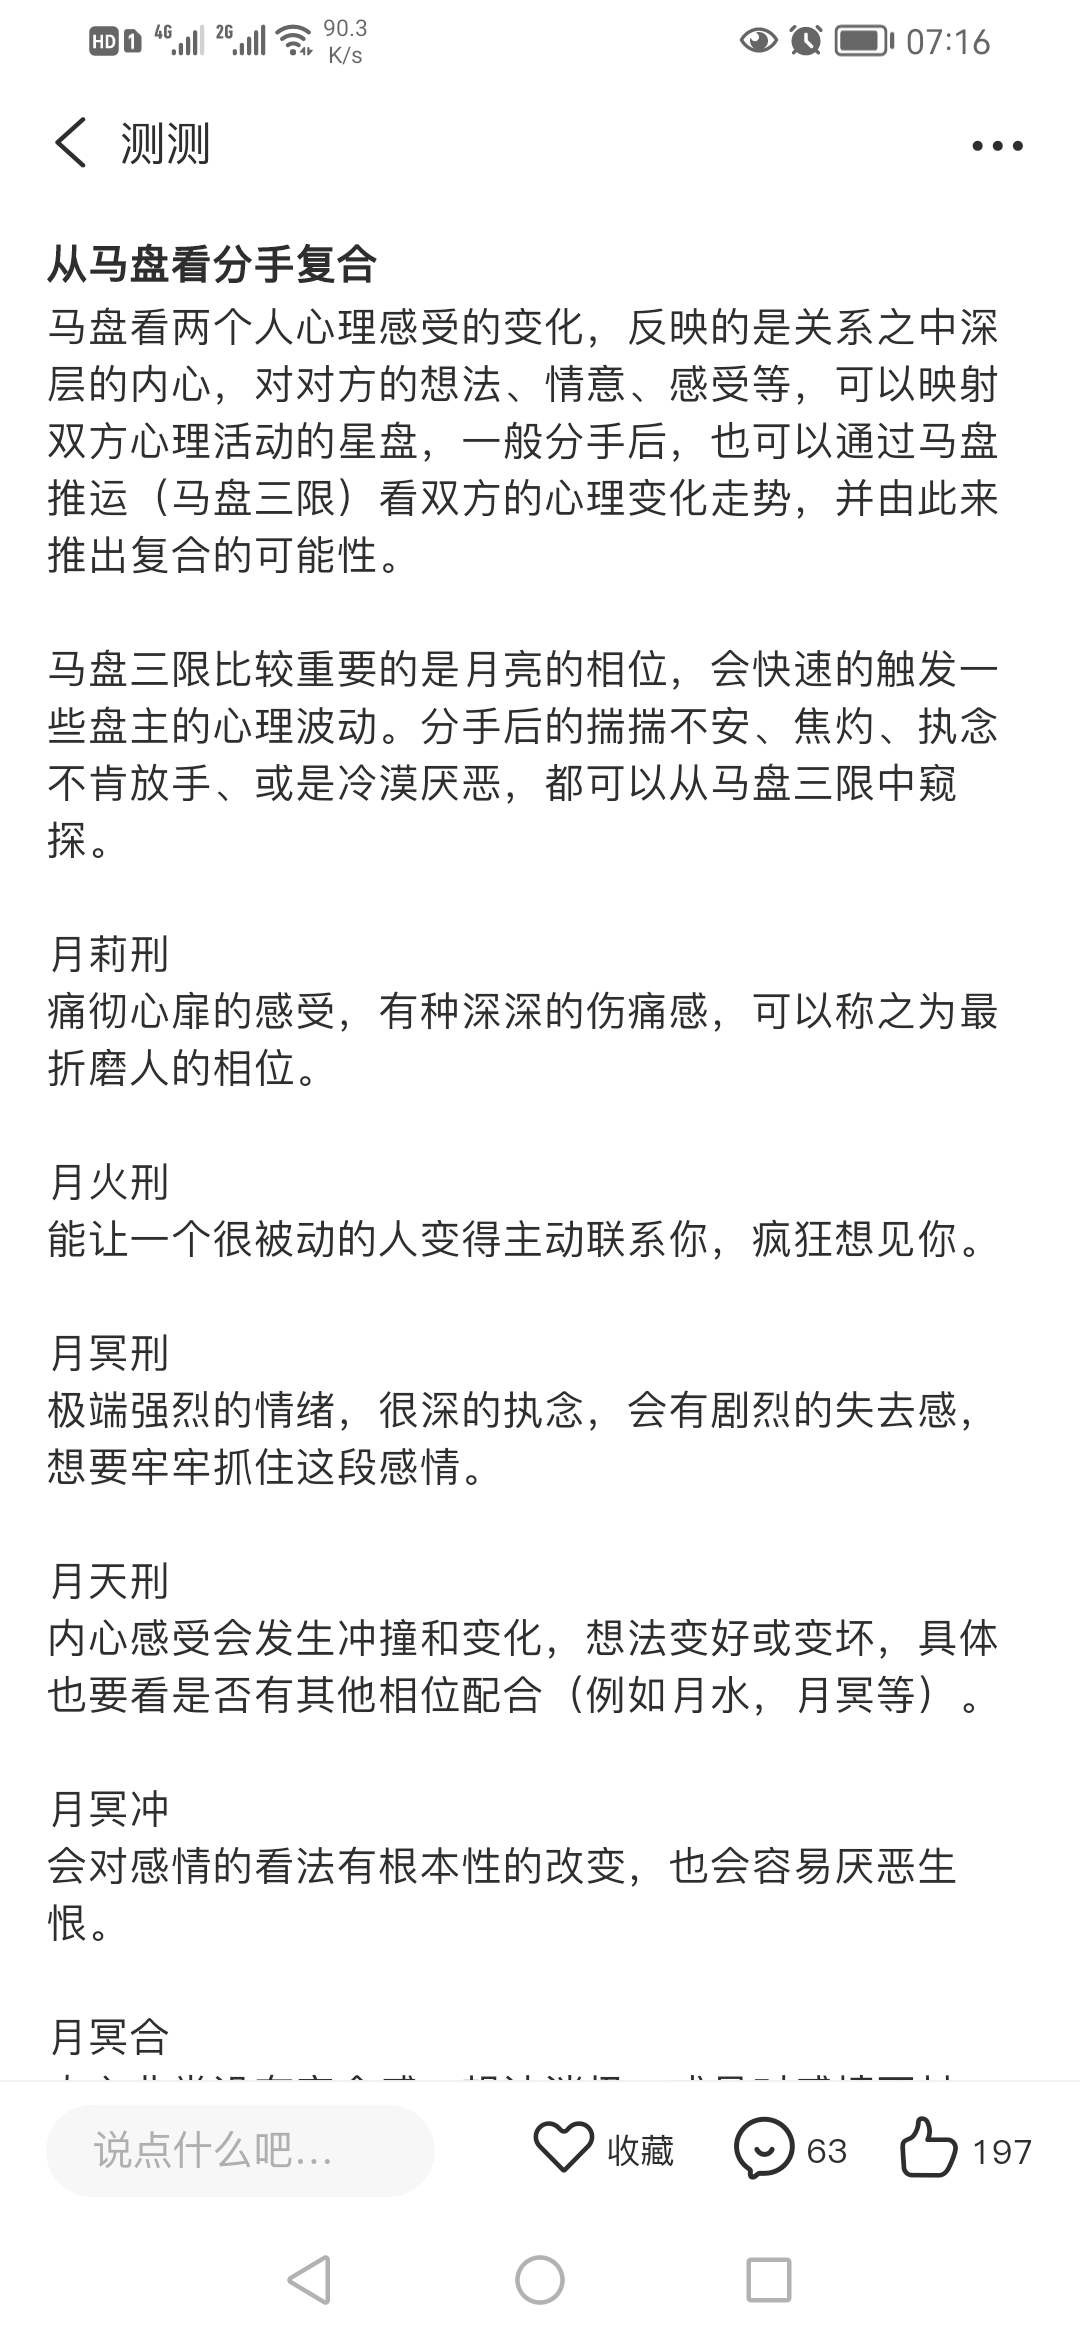 HD 1 4G 2G 90.3 K/s 07:16
测测
从马盘看分手复合
马盘看两个人心理感受的变化，反映的是关系之中深
层的内心，对对方的想法、情意、感受等，可以映射
双方心理活动的星盘，一般分手后，也可以通过马盘
推运（马盘三限）看双方的心理变化走势，并由此来
推出复合的可能性。
马盘三限比较重要的是月亮的相位，会快速的触发一
些盘主的心理波动。分手后的揣揣不安、焦灼、执念
不肯放手、或是冷漠厌恶，都可以从马盘三限中窥
探。
月莉刑
痛彻心扉的感受，有种深深的伤痛感，可以称之为最
折磨人的相位。
月火刑
能让一个很被动的人变得主动联系你，疯狂想见你。
月冥刑
极端强烈的情绪，很深的执念，会有剧烈的失去感，
想要牢牢抓住这段感情。
月天刑
内心感受会发生冲撞和变化，想法变好或变坏，具体
也要看是否有其他相位配合（例如月水，月冥等）。
月冥冲
会对感情的看法有根本性的改变，也会容易厌恶生
恨。
月冥合
说点什么吧... 收藏 63 197